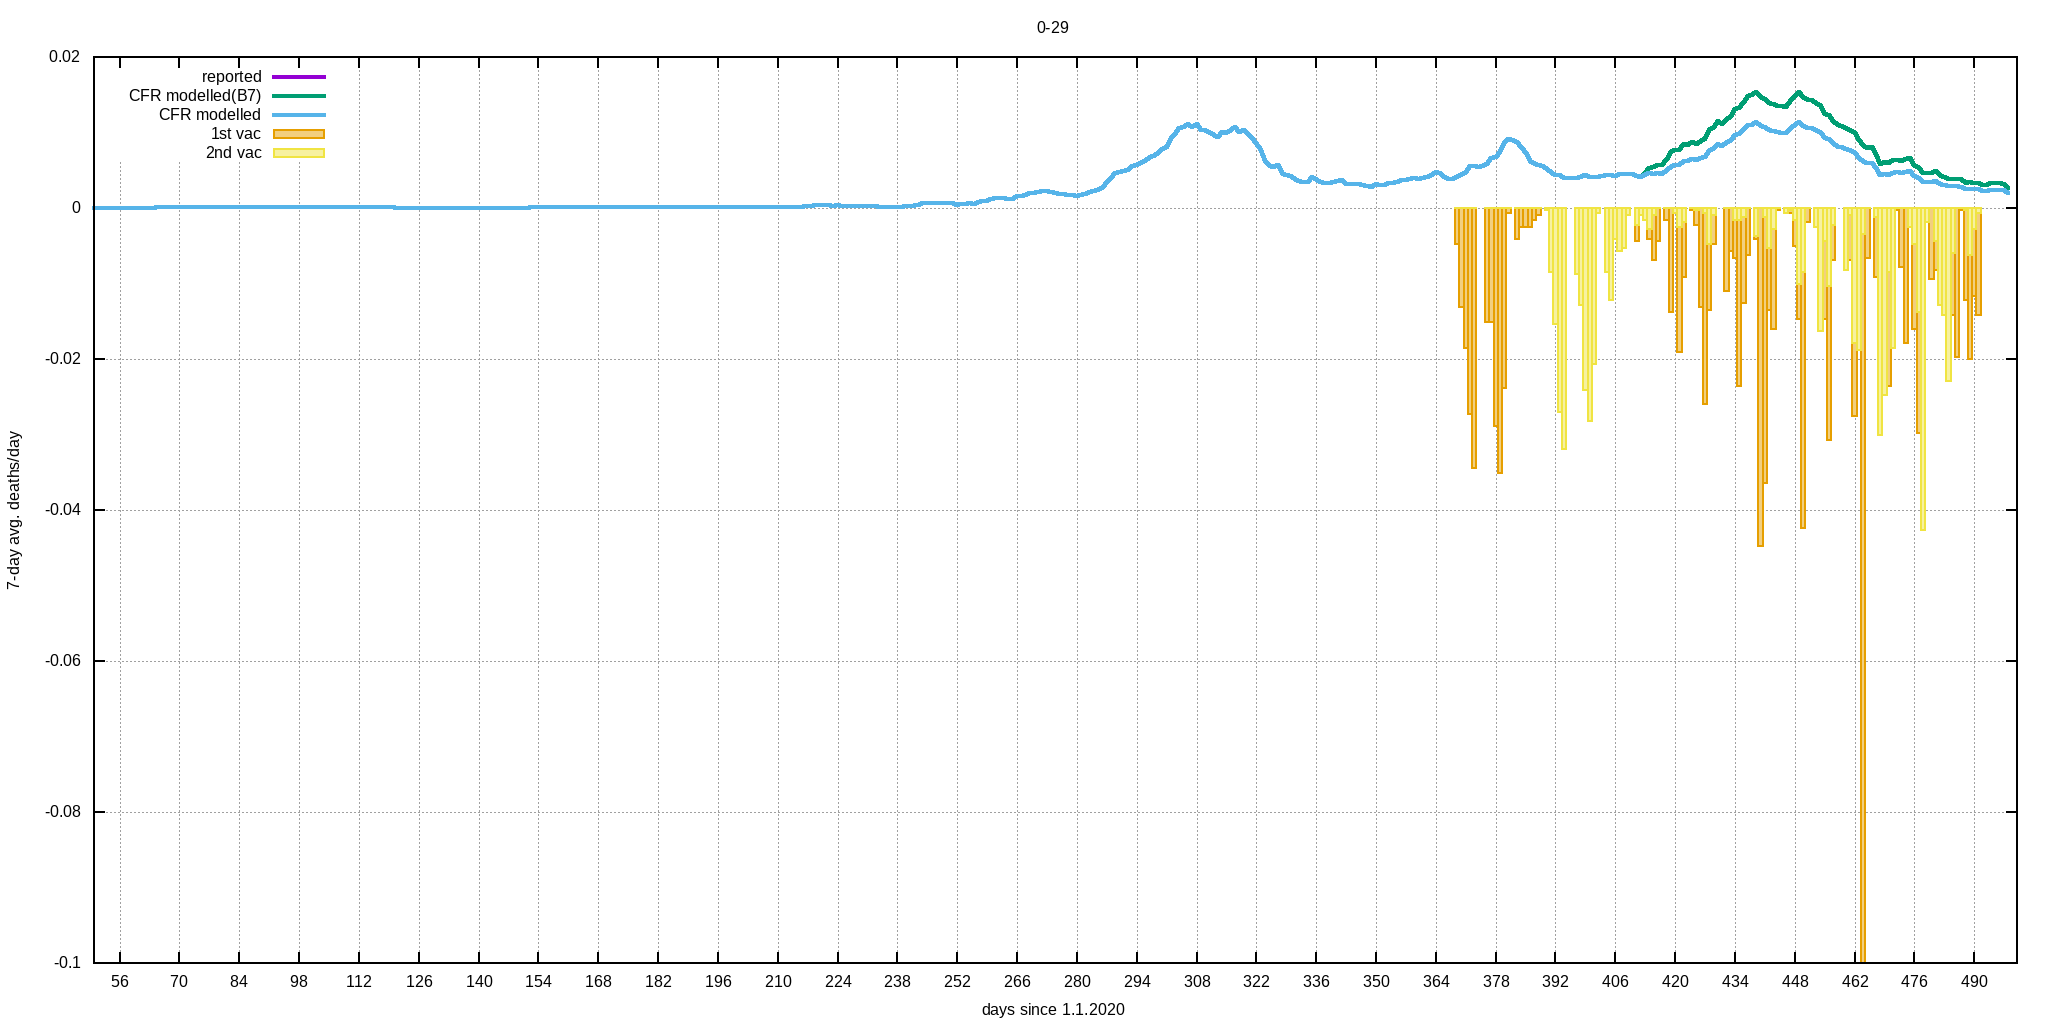 0-29
0.02
0
-0.02
-0.04
-0.06
-0.08
-0.1
7-day avg. deaths/day
reported
CFR modelled(B7)
CFR modelled
1st vac
2nd vac
56 70 84 98 112 126 140 154 168 182 196 210 224 238 252 266 280 294 308 322 336 350 364 378 392 406 420 434 448 462 476 490
days since 1.1.2020